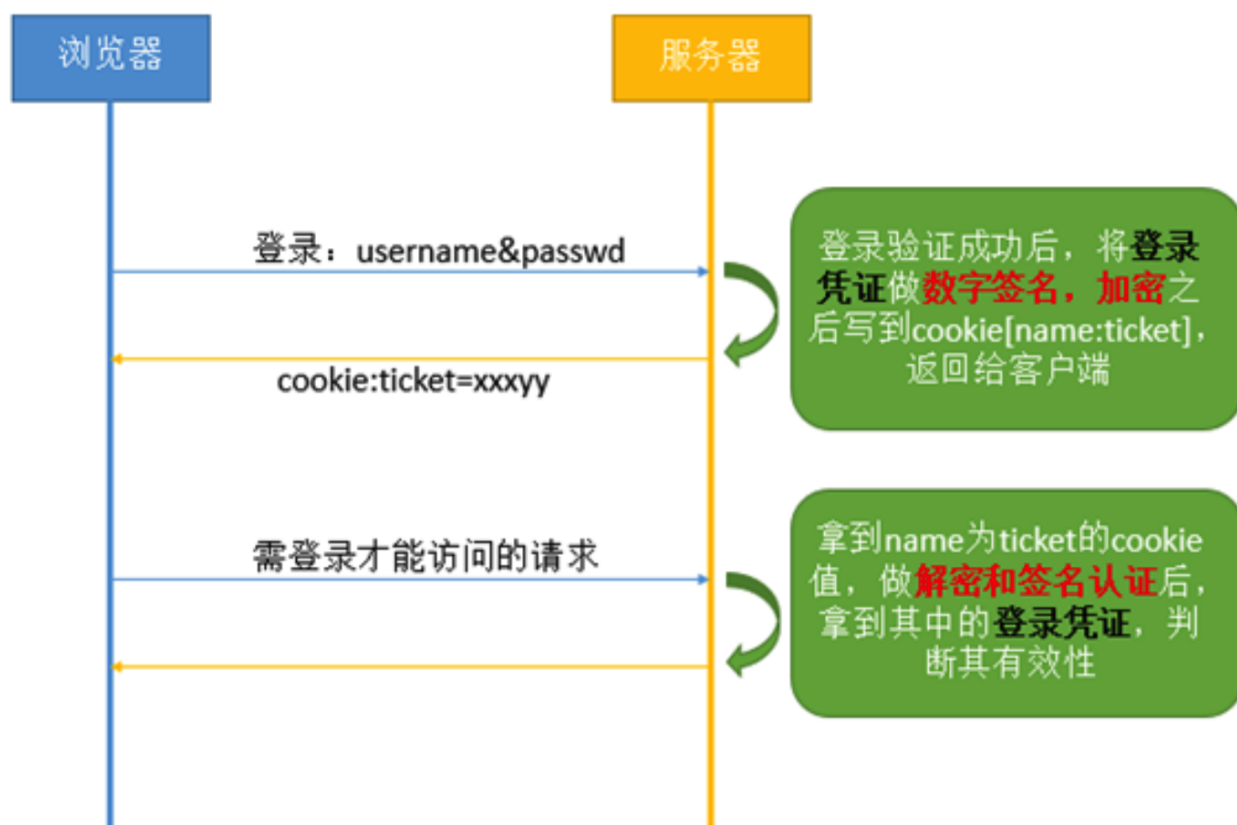 浏览器
服务器
登录：username&passwd
登录验证成功后，将登录
凭证做数字签名，加密之
后写到cookie[name:ticket]，
返回给客户端
cookie:ticket=xxxyy
需登录才能访问的请求
拿到name为ticket的cookie
值，做解密和签名认证后，
拿到其中的登录凭证，判
断其有效性